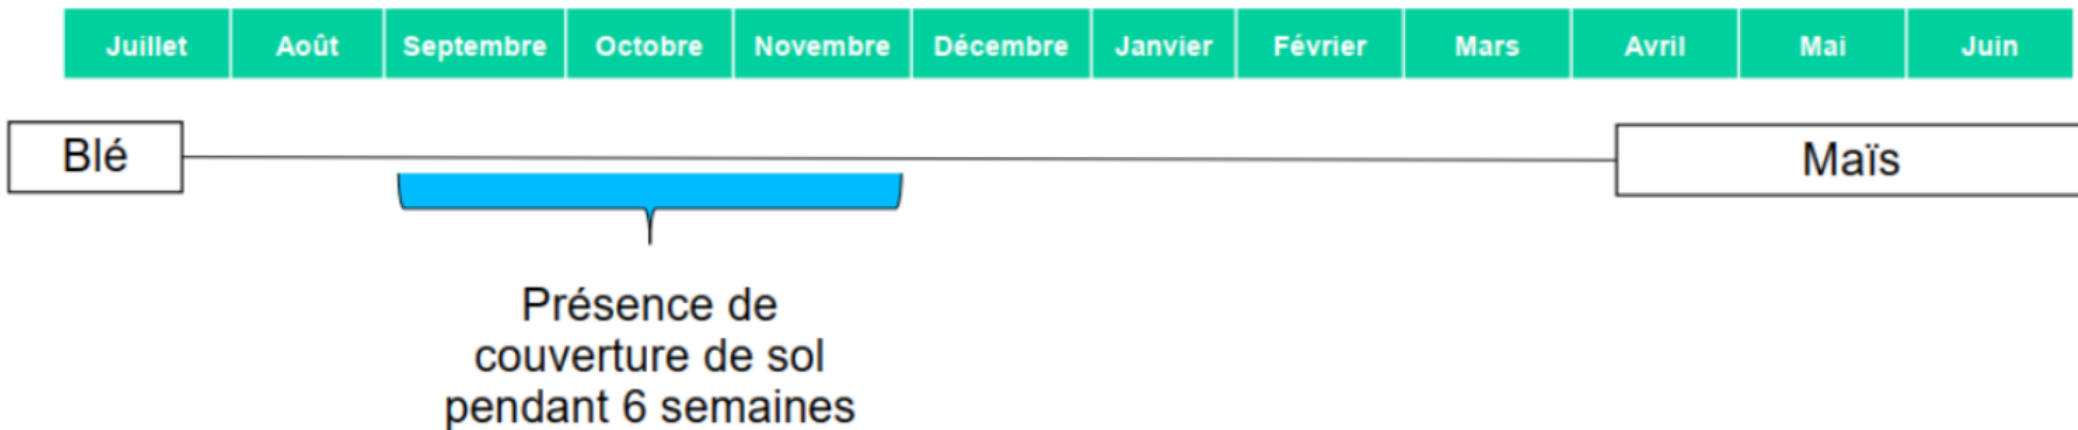 Juillet Août Septembre Octobre Novembre Décembre Janvier Février Mars Avril Mai Juin
Blé Maïs
Présence de
couverture de sol
pendant 6 semaines